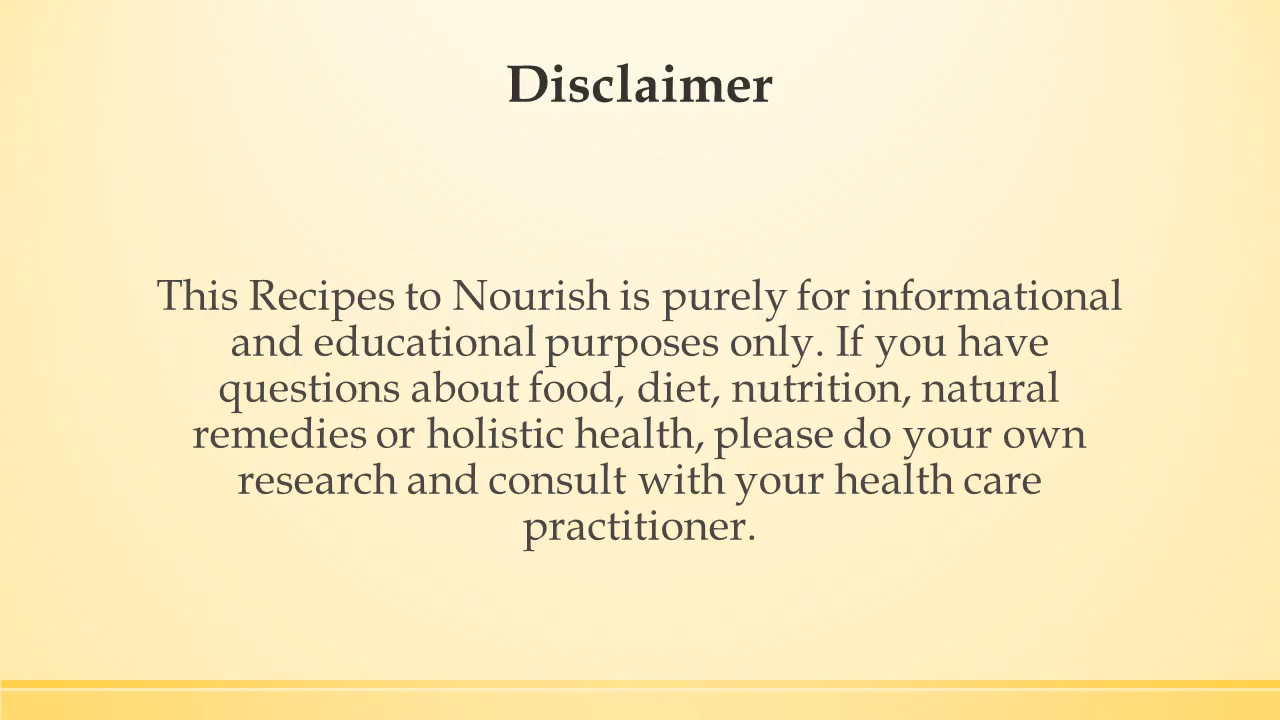 Disclaimer
This Recipes to Nourish is purely for informational
and educational purposes only. If you have
questions about food, diet, nutrition, natural
remedies or holistic health, please do your own
research and consult with your health care
practitioner.